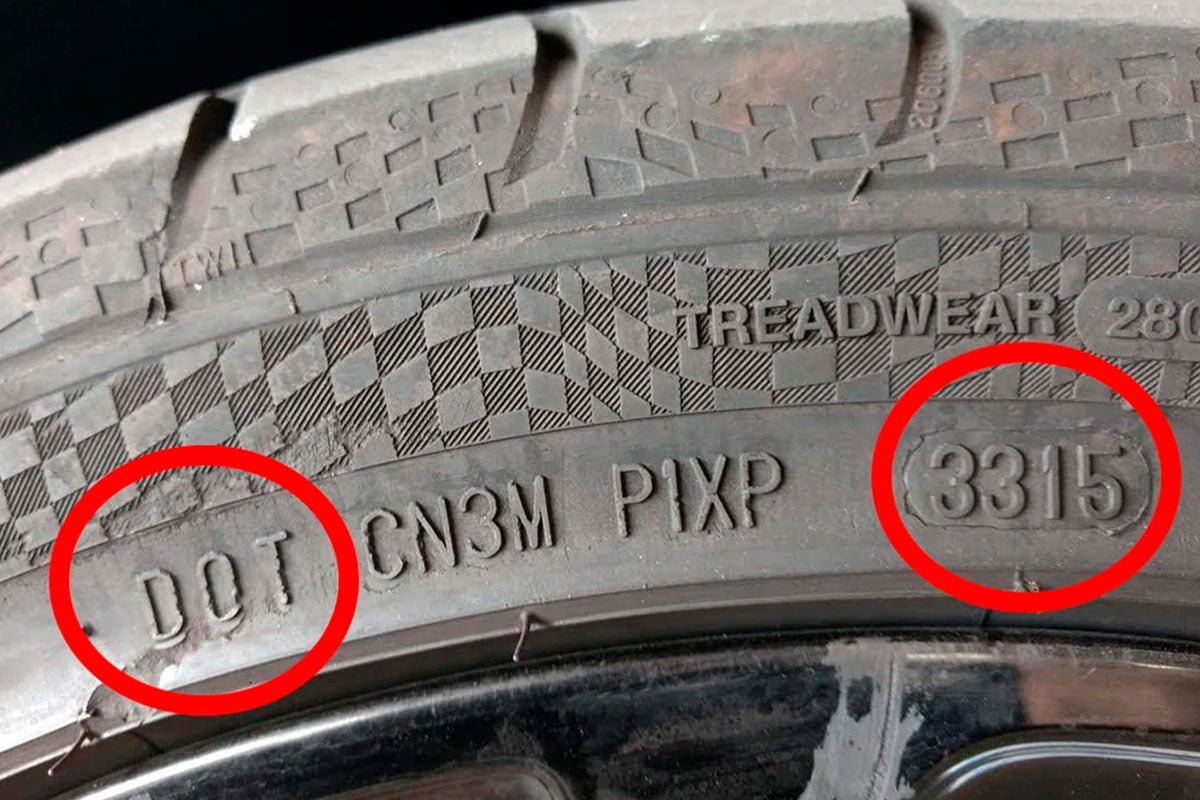 TWI
TREADWEAR 280
DOT CN3M P1XP 3315